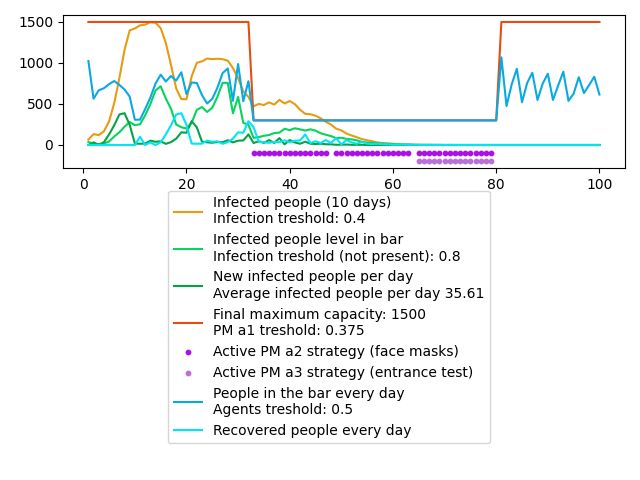 1500
1000
500
0
0
20
40
60
80
100
Infected people (10 days)
Infection treshold: 0.4
Infected people level in bar
Infection treshold (not present): 0.8
New infected people per day
Average infected people per day 35.61
Final maximum capacity: 1500
PM a1 treshold: 0.375
Active PM a2 strategy (face masks)
Active PM a3 strategy (entrance test)
People in the bar every day
Agents treshold: 0.5
Recovered people every day